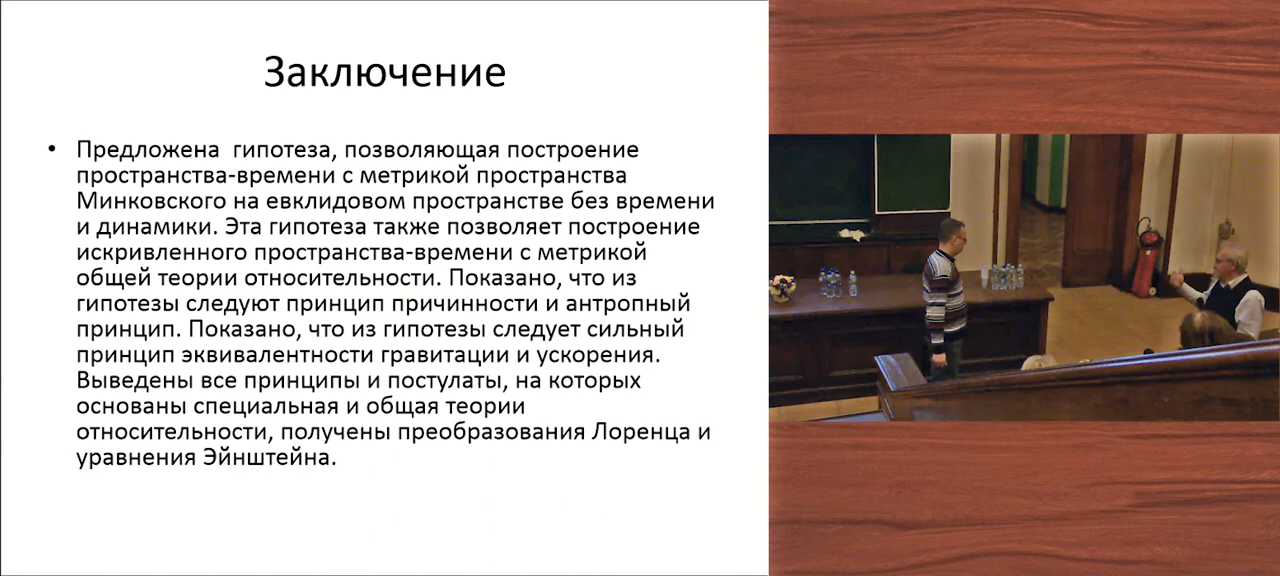 Заключение
• Предложена гипотеза, позволяющая построение
пространства-времени с метрикой пространства
Минковского на евклидовом пространстве без времени
и динамики. Эта гипотеза также позволяет построение
искривленного пространства-времени с метрикой
общей теории относительности. Показано, что из
гипотезы следуют принцип причинности и антропный
принцип. Показано, что из гипотезы следует сильный
принцип эквивалентности гравитации и ускорения.
Выведены все принципы и постулаты, на которых
основаны специальная и общая теории
относительности, получены преобразования Лоренца и
уравнения Эйнштейна.